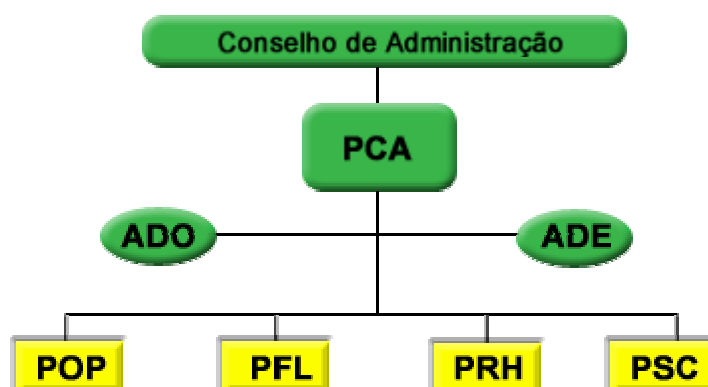 Conselho de Administração
PCA
ADO
ADE
POP
PFL
PRH
PSC